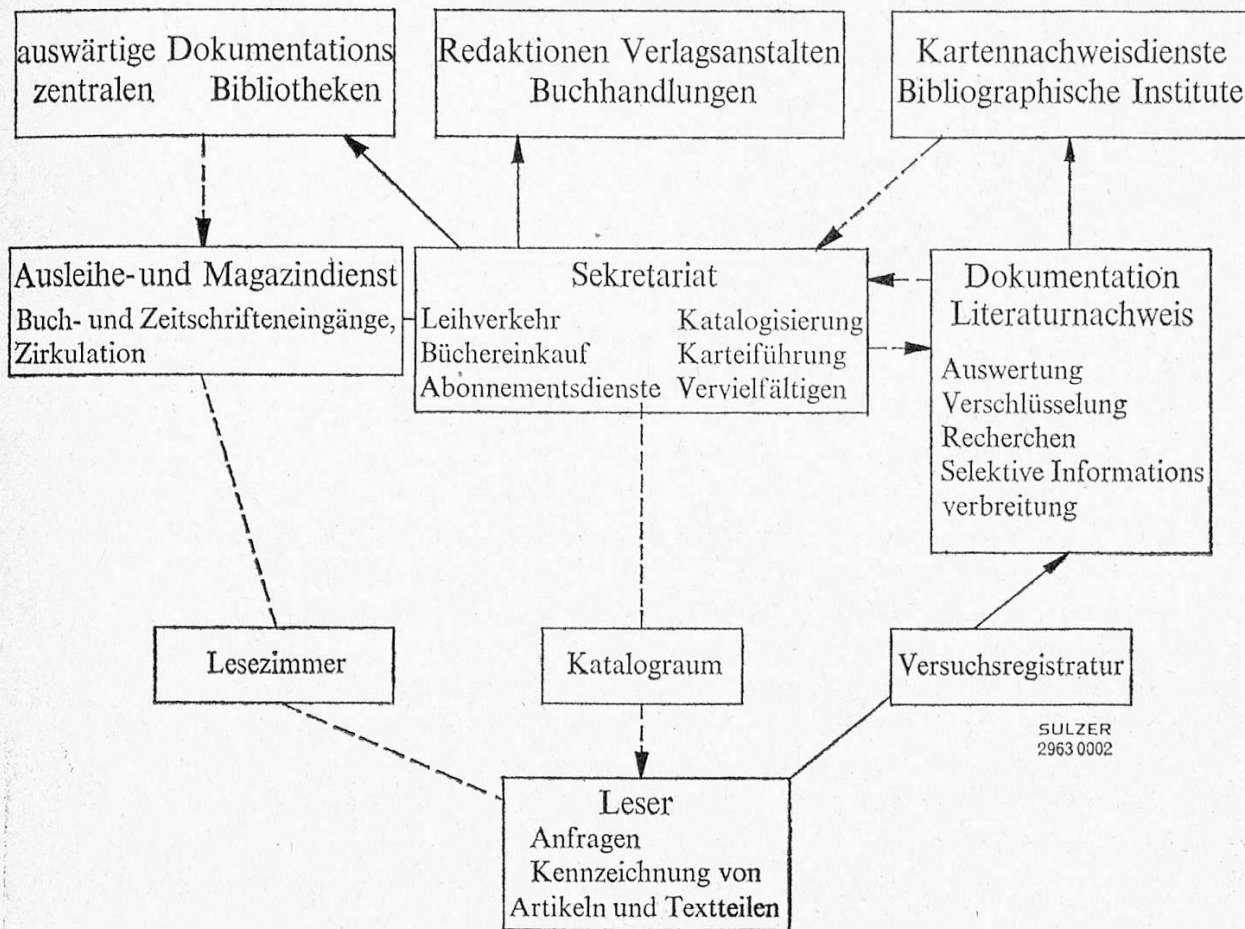 auswärtige Dokumentations
zentralen Bibliotheken
Redaktionen Verlagsanstalten
Buchhandlungen
Kartennachweisdienste
Bibliographische Institute
Ausleihe- und Magazindienst
Buch- und Zeitschrifteneingänge,
Zirkulation
Sekretariat
Leihverkehr
Büchereinkauf
Abonnementsdienste
Katalogisierung
Karteiführung
Vervielfältigen
Dokumentation
Literaturnachweis
Auswertung
Verschlüsselung
Recherchen
Selektive Informations
verbreitung
Lesezimmer
Katalograum
Versuchsregistratur
SULZER
2963 0002
Leser
Anfragen
Kennzeichnung von
Artikeln und Textteilen